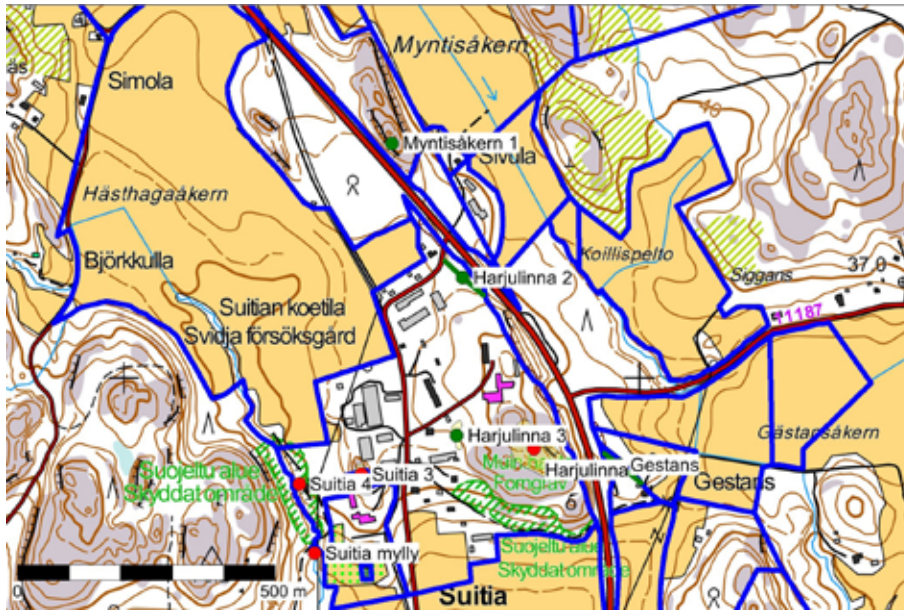 Myntisåkern
Simola
Myntisåkern 1
Sivula
40
Hästhagaåkern
Björkkulla
Koillispelto
Siggans
37.0
Harjulinna 2
11187
Suitian koetila
Svidja försöksgård
Harjulinna 3
Gästansåkern
Harjulinna
Gestans
Gestans
Forngrav
Suojeltu alue
Skyddat område
Suitia 3
Suitia 4
Suojeltu alue
Skyddat område
Suitia mylly
Suitia
0
500 m